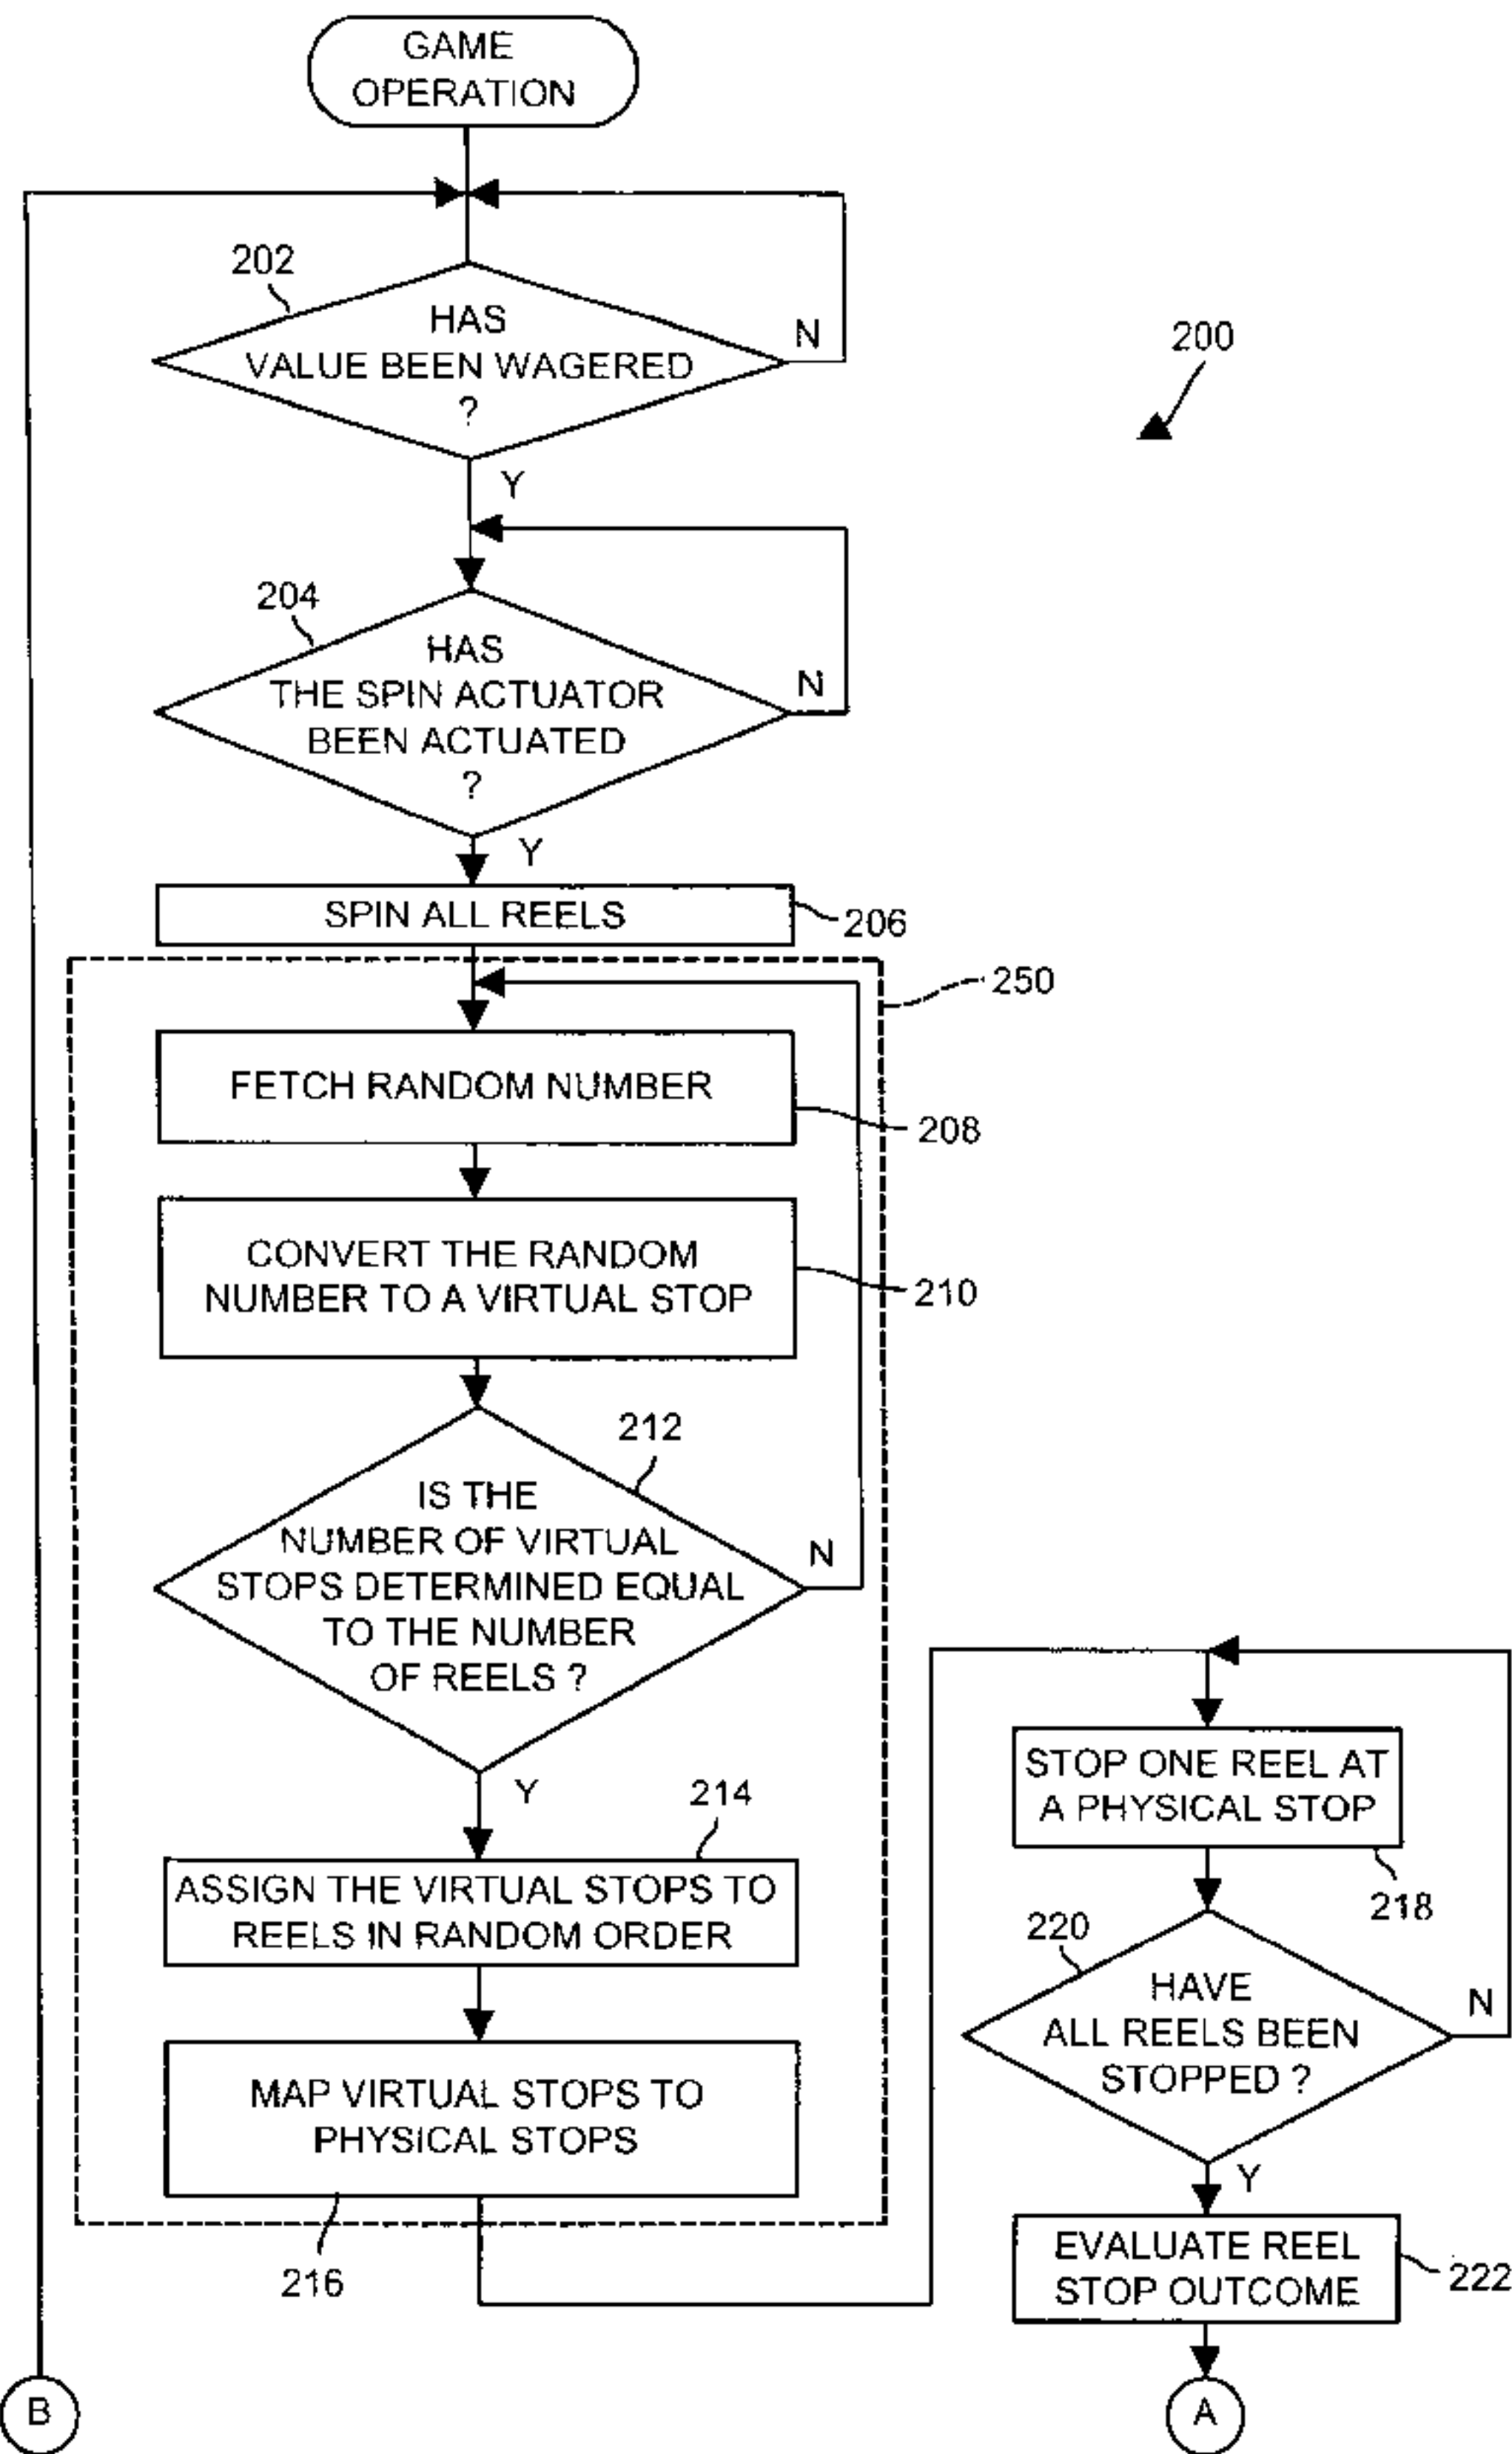 GAME
OPERATION
202
HAS
VALUE BEEN WAGERED
?
N
Y
200
204
HAS
THE SPIN ACTUATOR
BEEN ACTUATED
?
N
Y
SPIN ALL REELS
206
250
FETCH RANDOM NUMBER
208
CONVERT THE RANDOM
NUMBER TO A VIRTUAL STOP
210
212
IS THE
NUMBER OF VIRTUAL
STOPS DETERMINED EQUAL
TO THE NUMBER
OF REELS ?
N
Y
214
ASSIGN THE VIRTUAL STOPS TO
REELS IN RANDOM ORDER
MAP VIRTUAL STOPS TO
PHYSICAL STOPS
216
STOP ONE REEL AT
A PHYSICAL STOP
218
220
HAVE
ALL REELS BEEN
STOPPED ?
N
Y
EVALUATE REEL
STOP OUTCOME
222
B
A